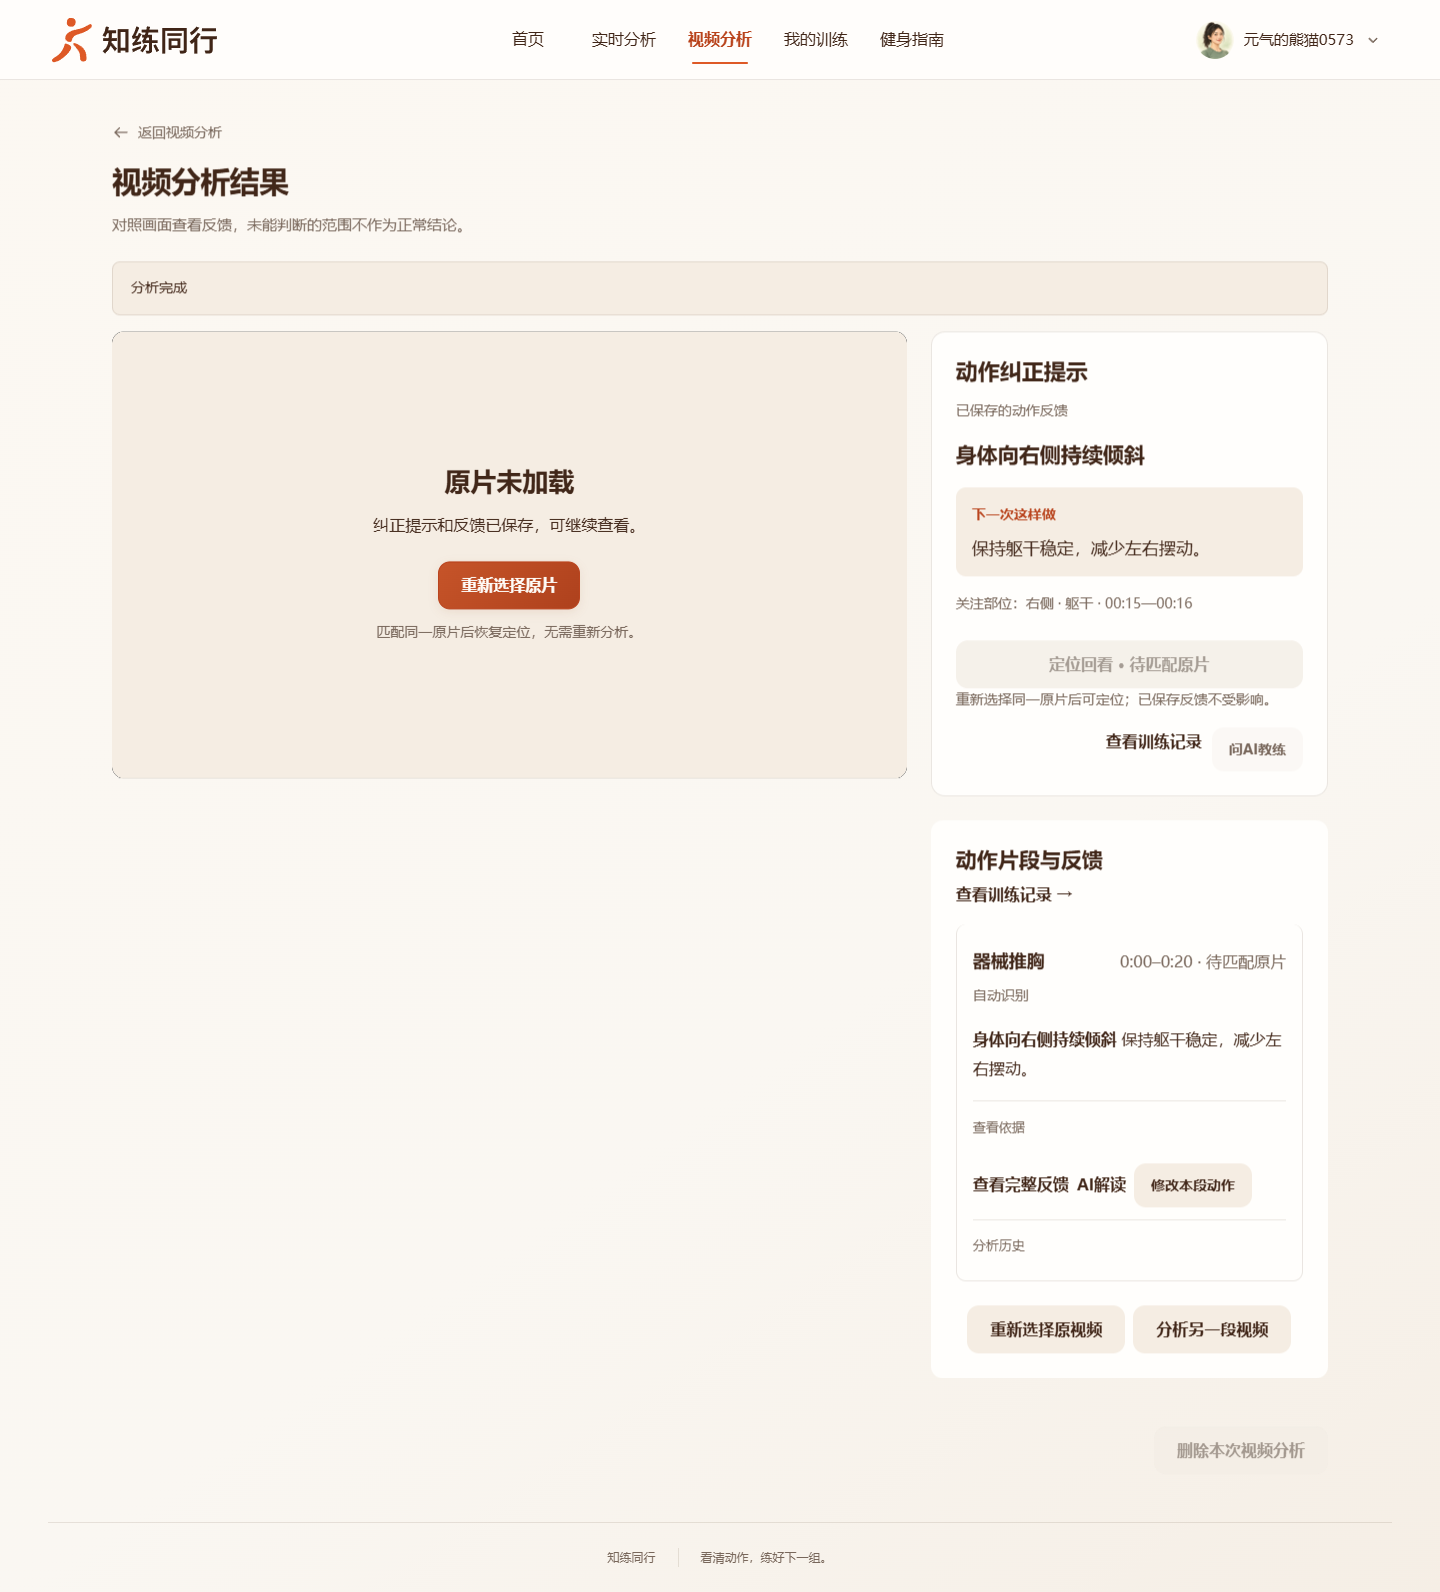 知练同行
首页
实时分析
视频分析
我的训练
健身指南
元气的熊猫0573
← 返回视频分析
视频分析结果
对照画面查看反馈，未能判断的范围不作为正常结论。
分析完成
原片未加载
纠正提示和反馈已保存，可继续查看。
重新选择原片
匹配同一原片后恢复定位，无需重新分析。
动作纠正提示
已保存的动作反馈
身体向右侧持续倾斜
下一次这样做
保持躯干稳定，减少左右摆动。
关注部位：右侧 · 躯干 · 00:15—00:16
定位回看 • 待匹配原片
重新选择同一原片后可定位；已保存反馈不受影响。
查看训练记录
问AI教练
动作片段与反馈
查看训练记录 →
器械推胸
0:00–0:20 · 待匹配原片
自动识别
身体向右侧持续倾斜 保持躯干稳定，减少左
右摆动。
查看依据
查看完整反馈 AI解读
修改本段动作
分析历史
重新选择原视频
分析另一段视频
删除本次视频分析
知练同行
看清动作，练好下一组。